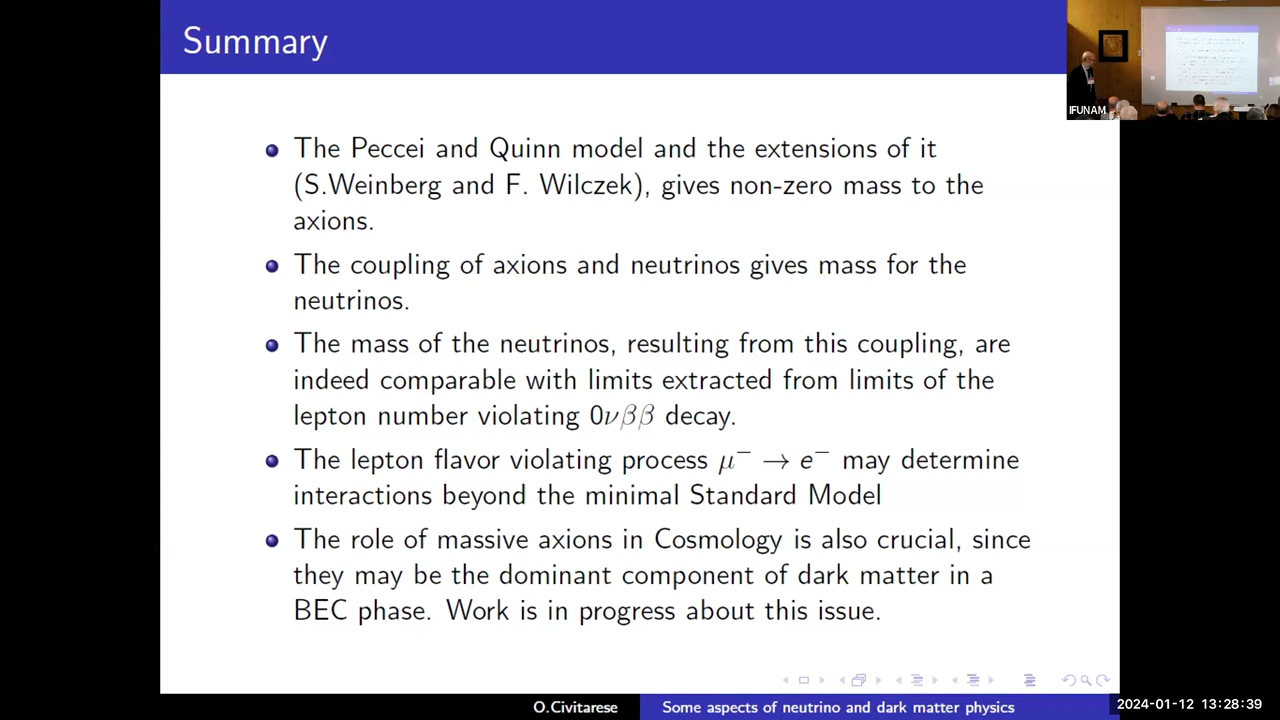 Summary
IFUNAM
The Peccei and Quinn model and the extensions of it
(S.Weinberg and F. Wilczek), gives non-zero mass to the
axions.
The coupling of axions and neutrinos gives mass for the
neutrinos.
The mass of the neutrinos, resulting from this coupling, are
indeed comparable with limits extracted from limits of the
lepton number violating 0νββ decay.
The lepton flavor violating process μ⁻ → e⁻ may determine
interactions beyond the minimal Standard Model
The role of massive axions in Cosmology is also crucial, since
they may be the dominant component of dark matter in a
BEC phase. Work is in progress about this issue.
O.Civitarese
Some aspects of neutrino and dark matter physics
2024-01-12 13:28:39